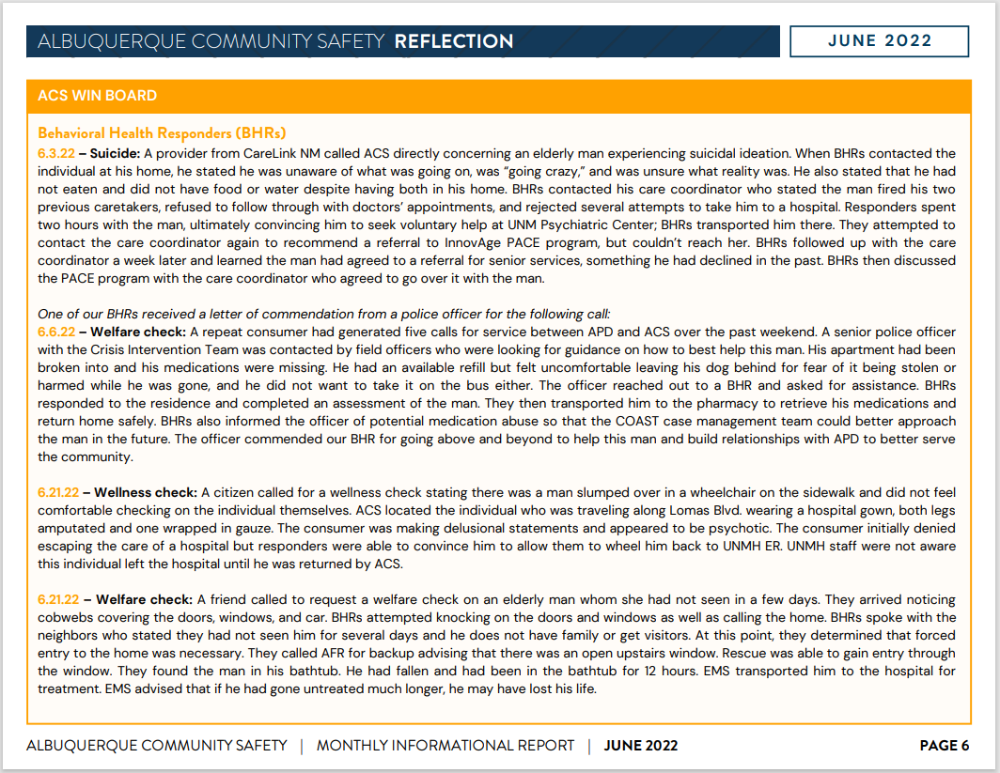 ALBUQUERQUE COMMUNITY SAFETY REFLECTION
JUNE 2022
ACS WIN BOARD
Behavioral Health Responders (BHRs)
6.3.22 – Suicide: A provider from CareLink NM called ACS directly concerning an elderly man experiencing suicidal ideation. When BHRs contacted the
individual at his home, he stated he was unaware of what was going on, was “going crazy,” and was unsure what reality was. He also stated that he had
not eaten and did not have food or water despite having both in his home. BHRs contacted his care coordinator who stated the man fired his two
previous caretakers, refused to follow through with doctors’ appointments, and rejected several attempts to take him to a hospital. Responders spent
two hours with the man, ultimately convincing him to seek voluntary help at UNM Psychiatric Center; BHRs transported him there. They attempted to
contact the care coordinator again to recommend a referral to InnovAge PACE program, but couldn’t reach her. BHRs followed up with the care
coordinator a week later and learned the man had agreed to a referral for senior services, something he had declined in the past. BHRs then discussed
the PACE program with the care coordinator who agreed to go over it with the man.
One of our BHRs received a letter of commendation from a police officer for the following call:
6.6.22 – Welfare check: A repeat consumer had generated five calls for service between APD and ACS over the past weekend. A senior police officer
with the Crisis Intervention Team was contacted by field officers who were looking for guidance on how to best help this man. His apartment had been
broken into and his medications were missing. He had an available refill but felt uncomfortable leaving his dog behind for fear of it being stolen or
harmed while he was gone, and he did not want to take it on the bus either. The officer reached out to a BHR and asked for assistance. BHRs
responded to the residence and completed an assessment of the man. They then transported him to the pharmacy to retrieve his medications and
return home safely. BHRs also informed the officer of potential medication abuse so that the COAST case management team could better approach
the man in the future. The officer commended our BHR for going above and beyond to help this man and build relationships with APD to better serve
the community.
6.21.22 – Wellness check: A citizen called for a wellness check stating there was a man slumped over in a wheelchair on the sidewalk and did not feel
comfortable checking on the individual themselves. ACS located the individual who was traveling along Lomas Blvd. wearing a hospital gown, both legs
amputated and one wrapped in gauze. The consumer was making delusional statements and appeared to be psychotic. The consumer initially denied
escaping the care of a hospital but responders were able to convince him to allow them to wheel him back to UNMH ER. UNMH staff were not aware
this individual left the hospital until he was returned by ACS.
6.21.22 – Welfare check: A friend called to request a welfare check on an elderly man whom she had not seen in a few days. They arrived noticing
cobwebs covering the doors, windows, and car. BHRs attempted knocking on the doors and windows as well as calling the home. BHRs spoke with the
neighbors who stated they had not seen him for several days and he does not have family or get visitors. At this point, they determined that forced
entry to the home was necessary. They called AFR for backup advising that there was an open upstairs window. Rescue was able to gain entry through
the window. They found the man in his bathtub. He had fallen and had been in the bathtub for 12 hours. EMS transported him to the hospital for
treatment. EMS advised that if he had gone untreated much longer, he may have lost his life.
ALBUQUERQUE COMMUNITY SAFETY | MONTHLY INFORMATIONAL REPORT | JUNE 2022
PAGE 6